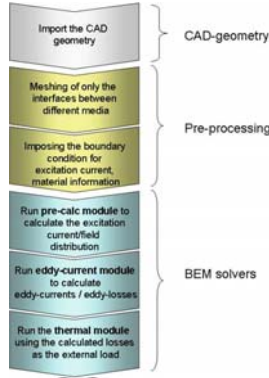 Import the CAD
geometry
CAD-geometry
Meshing of only the
interfaces between
different media
Pre-processing
Imposing the boundary
condition for
excitation current,
material information
Run pre-calc module to
calculate the excitation
current/field
distribution
Run eddy-current module
to calculate
eddy-currents / eddy-losses
BEM solvers
Run the thermal module
using the calculated losses
as the external load